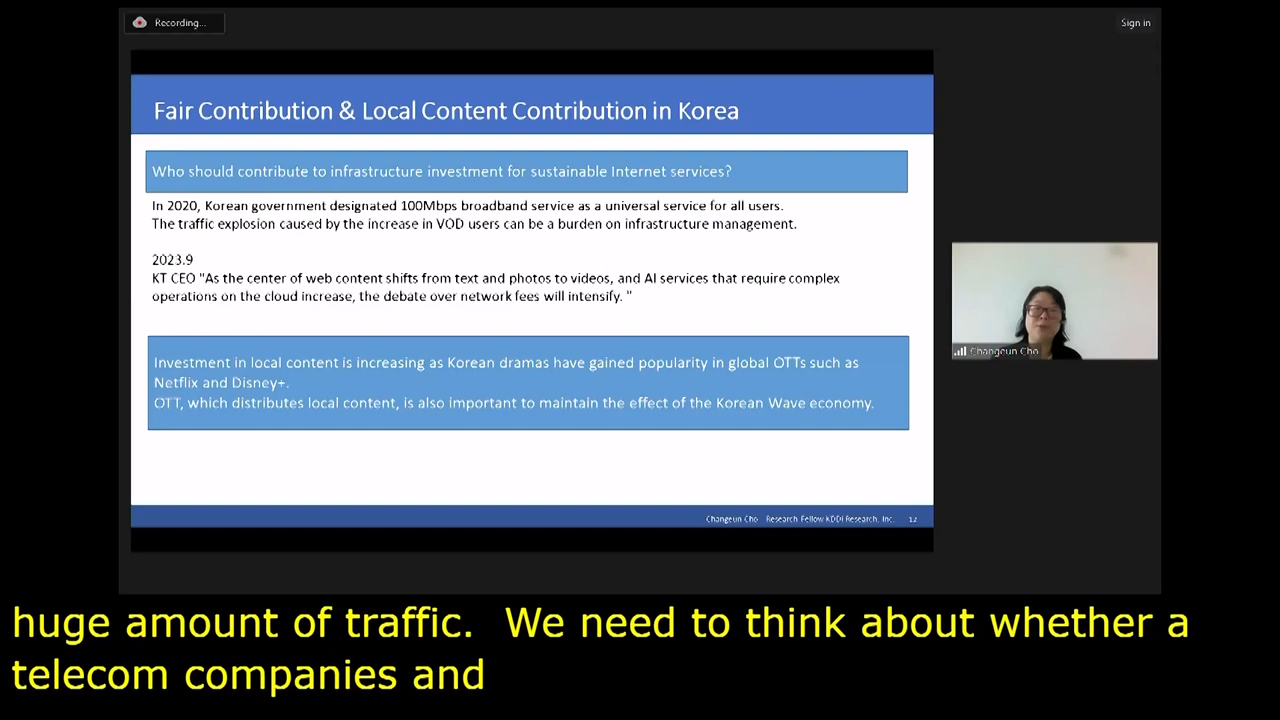 Recording...
Sign in
Fair Contribution & Local Content Contribution in Korea
Who should contribute to infrastructure investment for sustainable Internet services?
In 2020, Korean government designated 100Mbps broadband service as a universal service for all users.
The traffic explosion caused by the increase in VOD users can be a burden on infrastructure management.
2023.9
KT CEO "As the center of web content shifts from text and photos to videos, and AI services that require complex
operations on the cloud increase, the debate over network fees will intensify. "
Investment in local content is increasing as Korean dramas have gained popularity in global OTTs such as
Netflix and Disney+.
OTT, which distributes local content, is also important to maintain the effect of the Korean Wave economy.
Changeun Cho Research Fellow KDDI Research, Inc. 12
Changeun Cho
huge amount of traffic. We need to think about whether a
telecom companies and